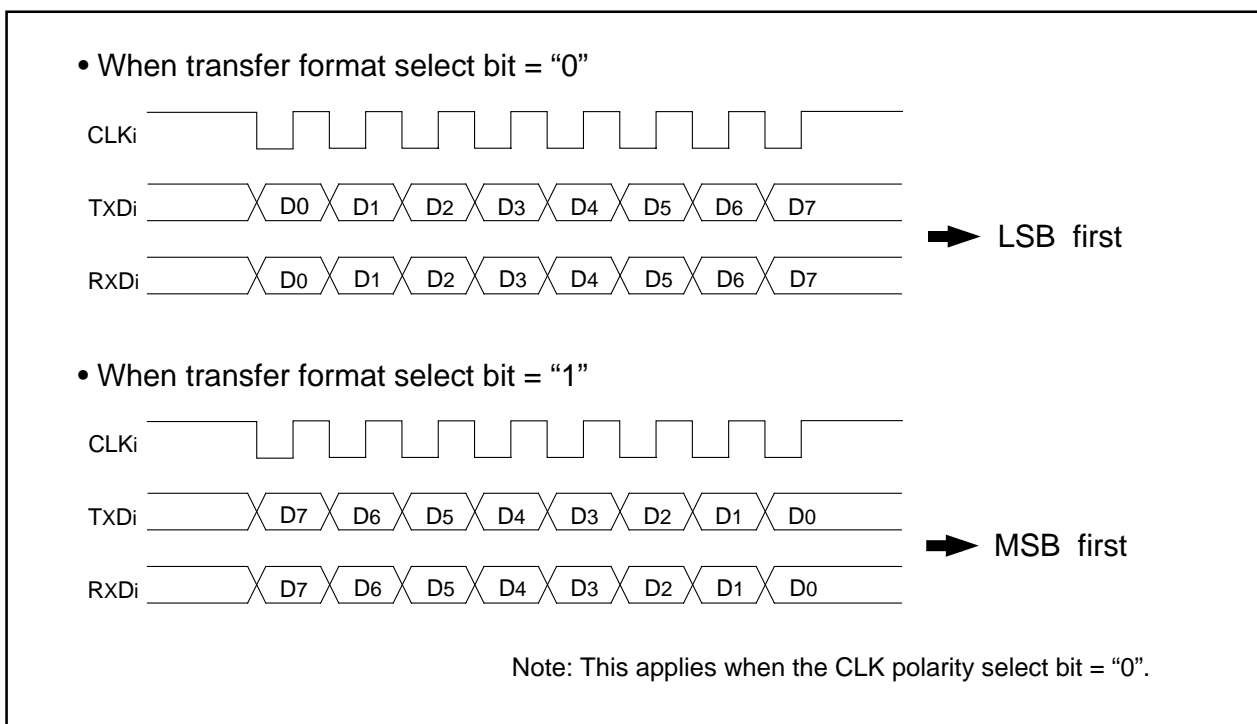 • When transfer format select bit = “0”
CLKi
TXDi D0 D1 D2 D3 D4 D5 D6 D7
RXDi D0 D1 D2 D3 D4 D5 D6 D7
LSB first
• When transfer format select bit = “1”
CLKi
TXDi D7 D6 D5 D4 D3 D2 D1 D0
RXDi D7 D6 D5 D4 D3 D2 D1 D0
MSB first
Note: This applies when the CLK polarity select bit = “0”.